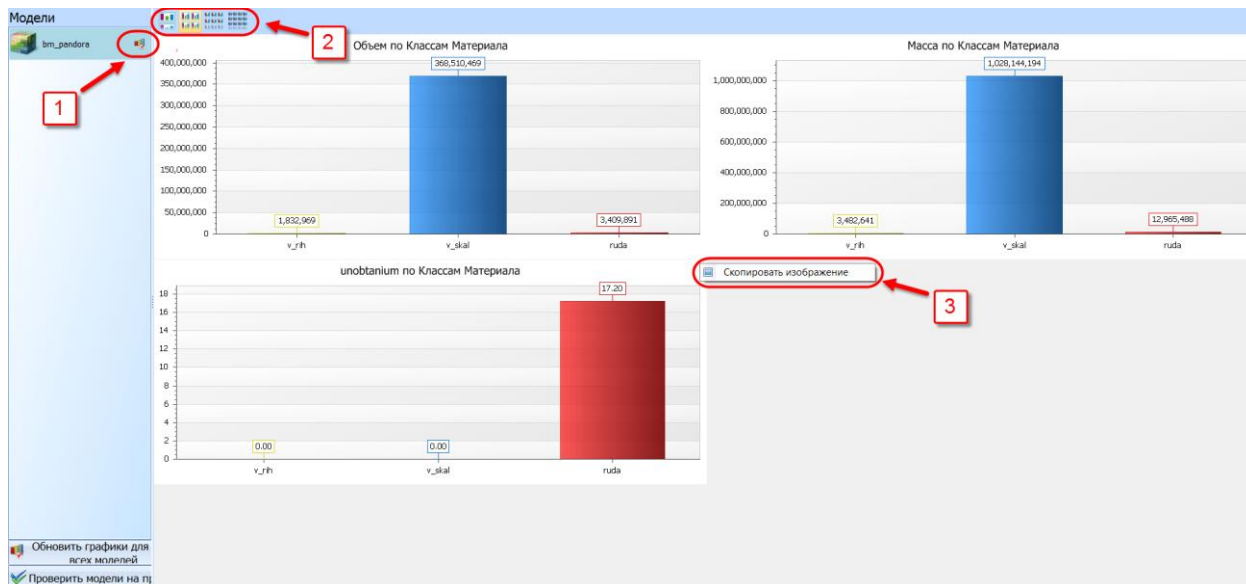 Модели
bm_pandora
1
2
Объем по Классам Материала
400,000,000
350,000,000
300,000,000
250,000,000
200,000,000
150,000,000
100,000,000
50,000,000
0
1,832,969
368,510,469
3,409,891
v_rih
v_skal
ruda
Масса по Классам Материала
1,000,000,000
800,000,000
600,000,000
400,000,000
200,000,000
0
3,482,641
1,028,144,194
12,965,488
v_rih
v_skal
ruda
unobtanium по Классам Материала
18
16
14
12
10
8
6
4
2
0
0.00
0.00
17.20
v_rih
v_skal
ruda
Скопировать изображение
3
Обновить графики для
всех моделей
Проверить модели на